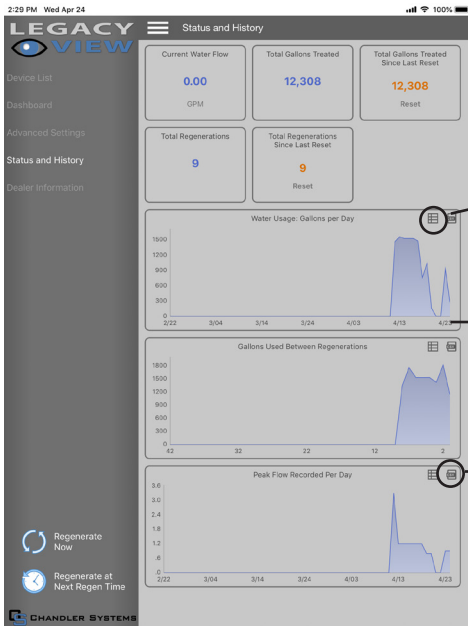 2:29 PM Wed Apr 24
100%
LEGACY
VIEW
Status and History
Device List
Dashboard
Advanced Settings
Status and History
Dealer Information
Current Water Flow
0.00
GPM
Total Gallons Treated
12,308
Total Gallons Treated
Since Last Reset
12,308
Reset
Total Regenerations
9
Total Regenerations
Since Last Reset
9
Reset
Water Usage: Gallons per Day
1500
1200
900
600
300
0
2/22 3/04 3/14 3/24 4/03 4/13 4/23
Gallons Used Between Regenerations
1800
1500
1200
900
600
300
0
42 32 22 12 2
Peak Flow Recorded Per Day
3.6
3.0
2.4
1.8
1.2
.6
.0
2/22 3/04 3/14 3/24 4/03 4/13 4/23
Regenerate
Now
Regenerate at
Next Regen Time
CHANDLER SYSTEMS